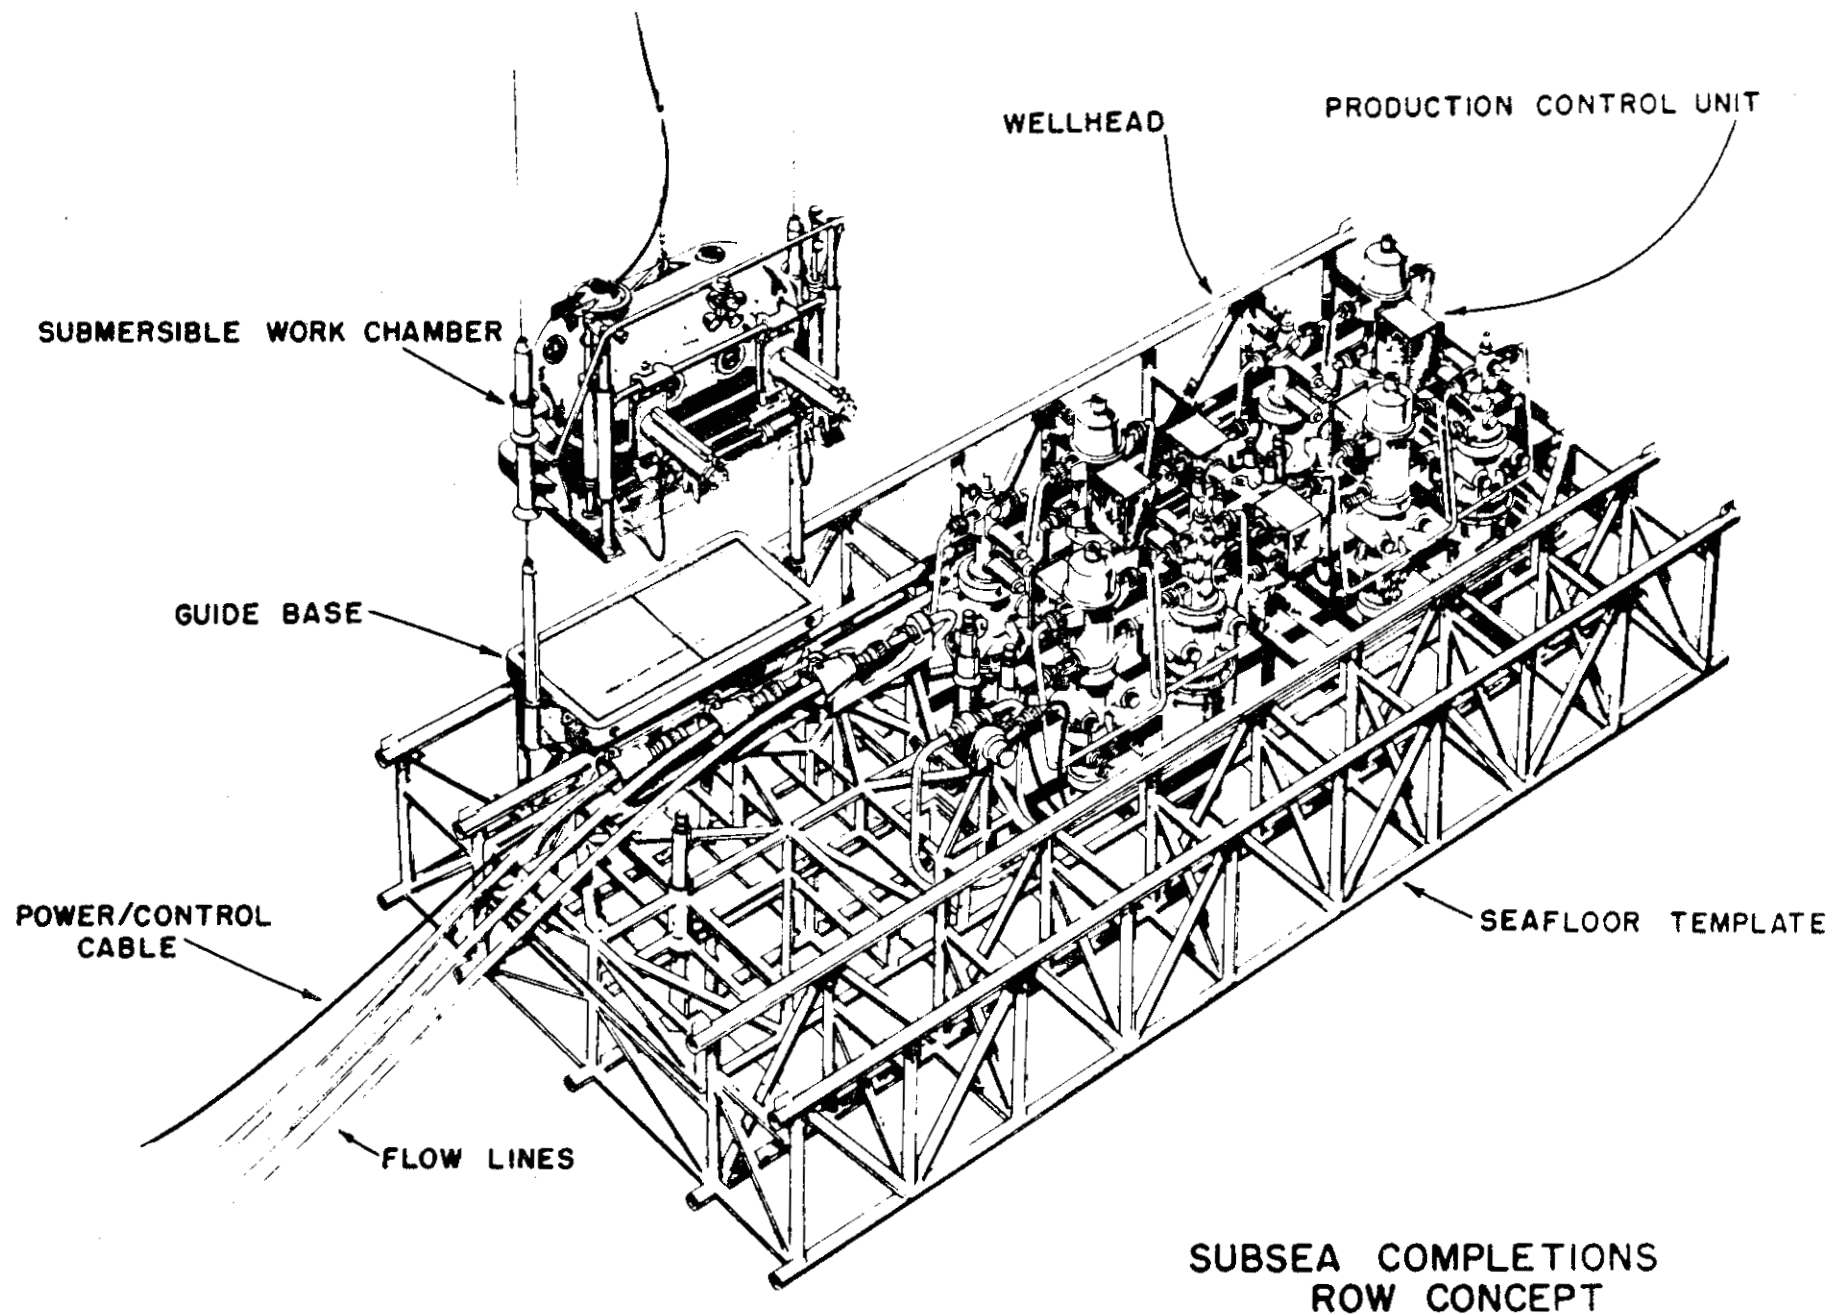 WELLHEAD
PRODUCTION CONTROL UNIT
SUBMERSIBLE WORK CHAMBER
GUIDE BASE
POWER/CONTROL
CABLE
SEAFLOOR TEMPLATE
FLOW LINES
SUBSEA COMPLETIONS
ROW CONCEPT